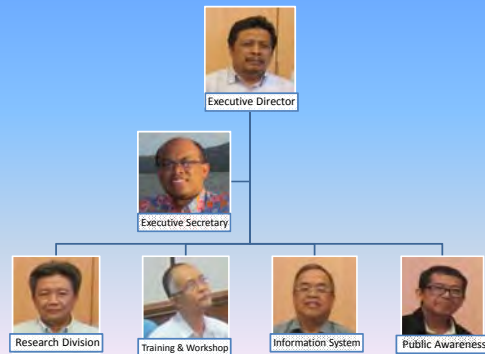 Executive Director
Executive Secretary
Research Division
Training & Workshop
Information System
Public Awareness